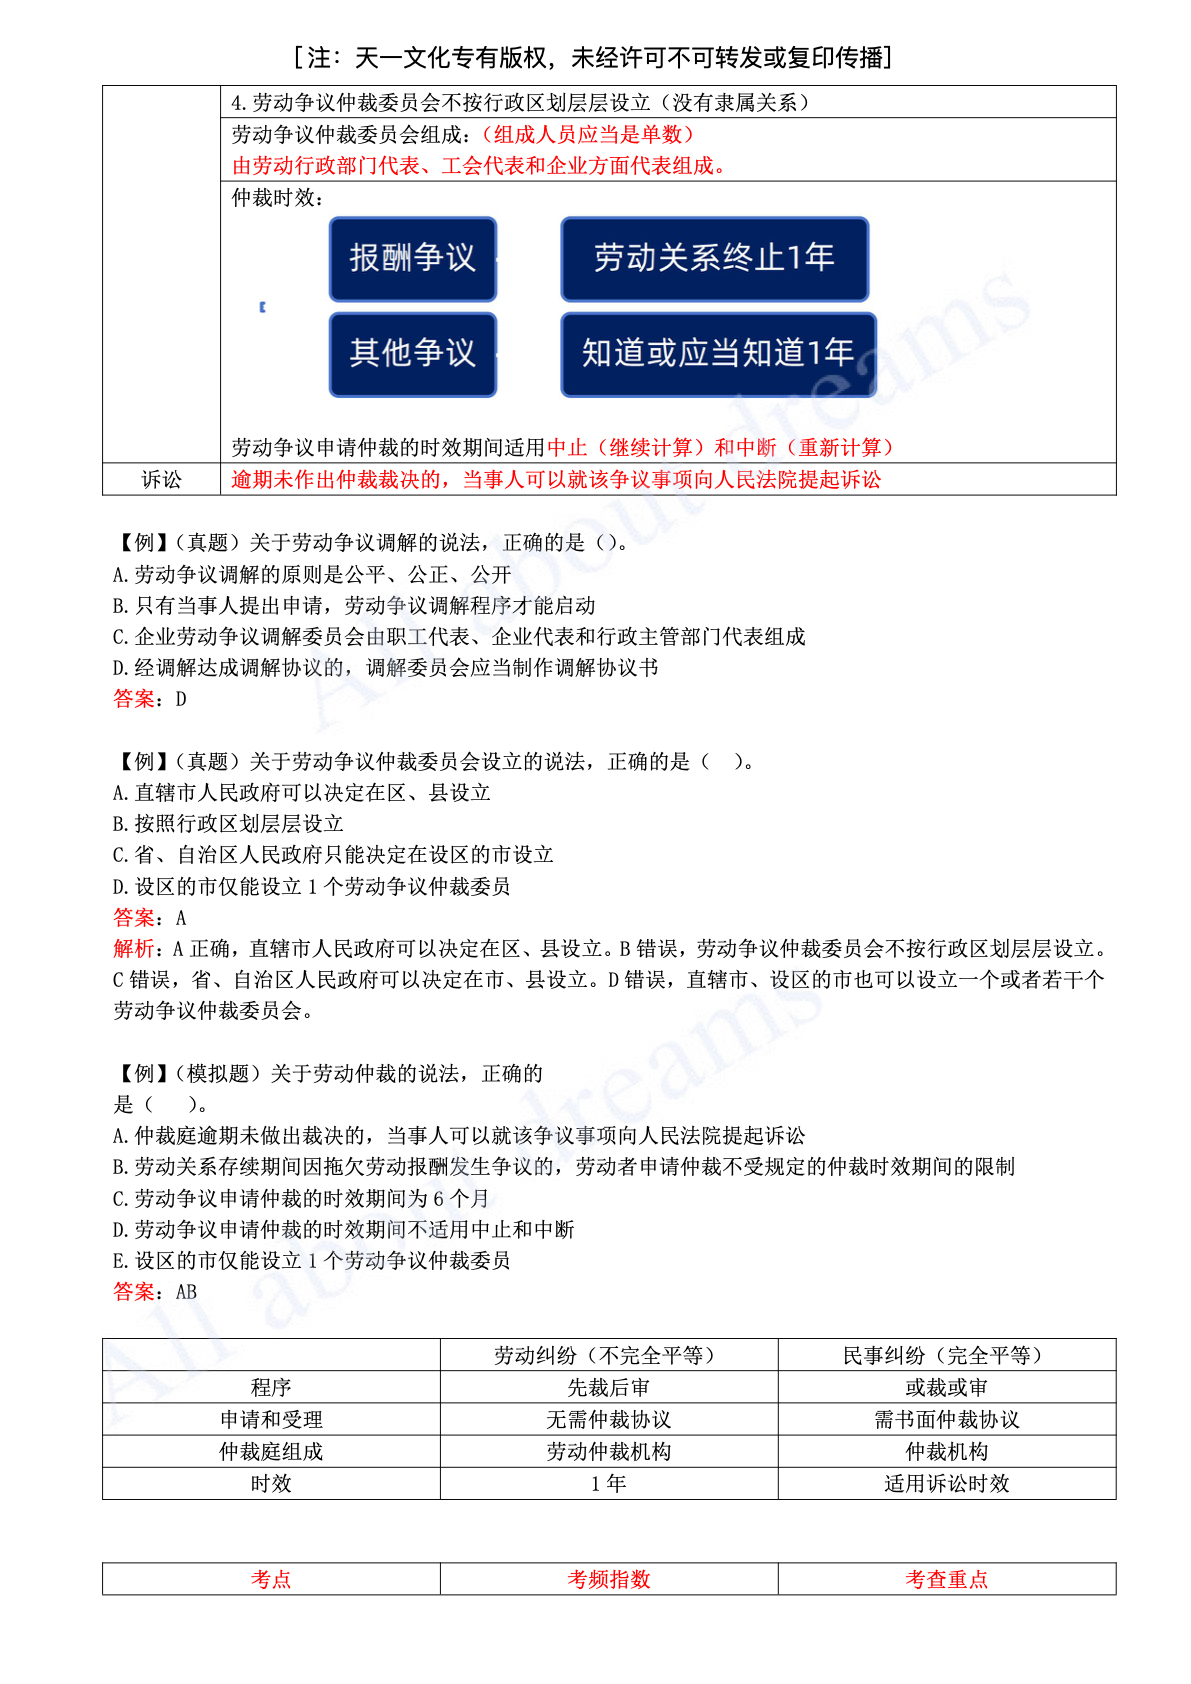 [注：天一文化专有版权，未经许可不可转发或复印传播]
4.劳动争议仲裁委员会不按行政区划层层设立（没有隶属关系）
劳动争议仲裁委员会组成：（组成人员应当是单数）
由劳动行政部门代表、工会代表和企业方面代表组成。
仲裁时效：
报酬争议 劳动关系终止1年
其他争议 知道或应当知道1年
劳动争议申请仲裁的时效期间适用中止（继续计算）和中断（重新计算）
诉讼 逾期未作出仲裁裁决的，当事人可以就该争议事项向人民法院提起诉讼
【例】（真题）关于劳动争议调解的说法，正确的是（）。
A.劳动争议调解的原则是公平、公正、公开
B.只有当事人提出申请，劳动争议调解程序才能启动
C.企业劳动争议调解委员会由职工代表、企业代表和行政主管部门代表组成
D.经调解达成调解协议的，调解委员会应当制作调解协议书
答案：D
【例】（真题）关于劳动争议仲裁委员会设立的说法，正确的是（ ）。
A.直辖市人民政府可以决定在区、县设立
B.按照行政区划层层设立
C.省、自治区人民政府只能决定在设区的市设立
D.设区的市仅能设立 1 个劳动争议仲裁委员
答案：A
解析：A 正确，直辖市人民政府可以决定在区、县设立。B 错误，劳动争议仲裁委员会不按行政区划层层设立。
C 错误，省、自治区人民政府可以决定在市、县设立。D 错误，直辖市、设区的市也可以设立一个或者若干个
劳动争议仲裁委员会。
【例】（模拟题）关于劳动仲裁的说法，正确的
是（ ）。
A.仲裁庭逾期未做出裁决的，当事人可以就该争议事项向人民法院提起诉讼
B.劳动关系存续期间因拖欠劳动报酬发生争议的，劳动者申请仲裁不受规定的仲裁时效期间的限制
C.劳动争议申请仲裁的时效期间为 6 个月
D.劳动争议申请仲裁的时效期间不适用中止和中断
E.设区的市仅能设立 1 个劳动争议仲裁委员
答案：AB
劳动纠纷（不完全平等） 民事纠纷（完全平等）
程序 先裁后审 或裁或审
申请和受理 无需仲裁协议 需书面仲裁协议
仲裁庭组成 劳动仲裁机构 仲裁机构
时效 1 年 适用诉讼时效
考点 考频指数 考查重点
All about dreams
All about dreams